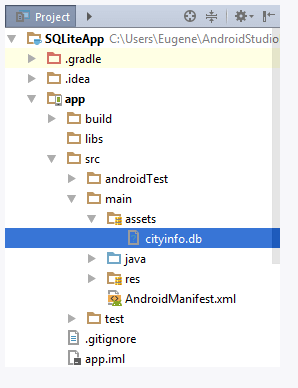 Project
SQLiteApp C:\Users\Eugene\AndroidStudio
.gradle
.idea
app
build
libs
src
androidTest
main
assets
cityinfo.db
java
res
AndroidManifest.xml
test
.gitignore
app.iml